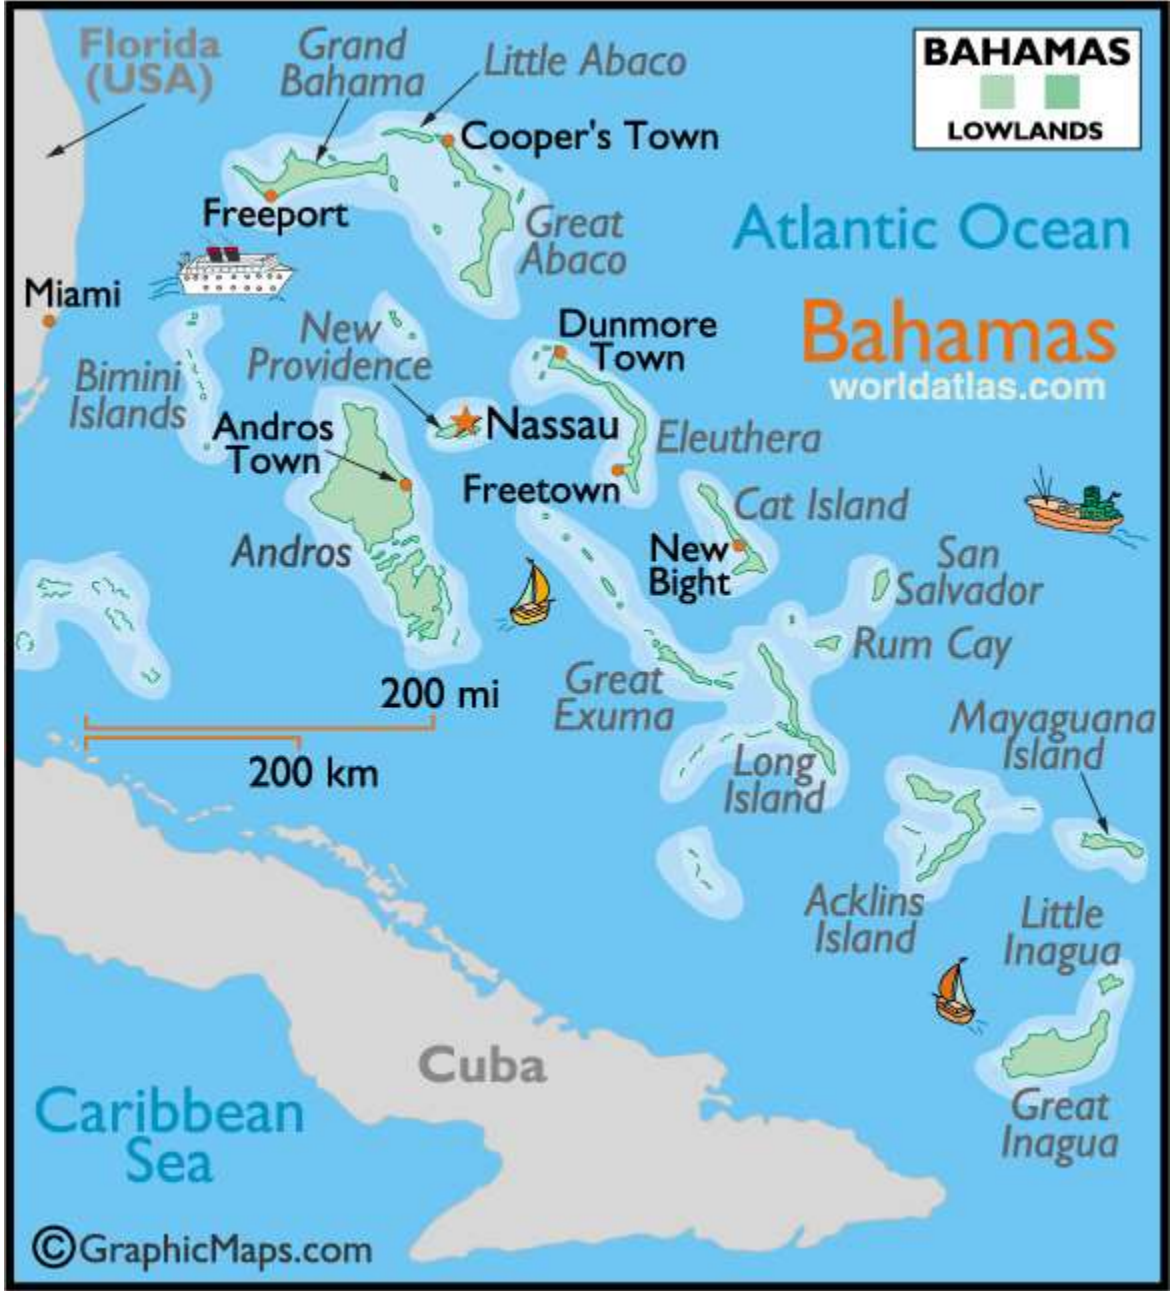 Florida
(USA)
Grand
Bahama
Little Abaco
BAHAMAS
LOWLANDS
Cooper's Town
Freeport
Great
Abaco
Atlantic Ocean
Miami
Bahamas
worldatlas.com
New
Providence
Dunmore
Town
Bimini
Islands
Andros
Town
Nassau
Eleuthera
Freetown
Cat Island
Andros
New
Bight
San
Salvador
Rum Cay
Great
Exuma
200 mi
200 km
Long
Island
Mayaguana
Island
Acklins
Island
Little
Inagua
Cuba
Caribbean
Sea
Great
Inagua
©GraphicMaps.com